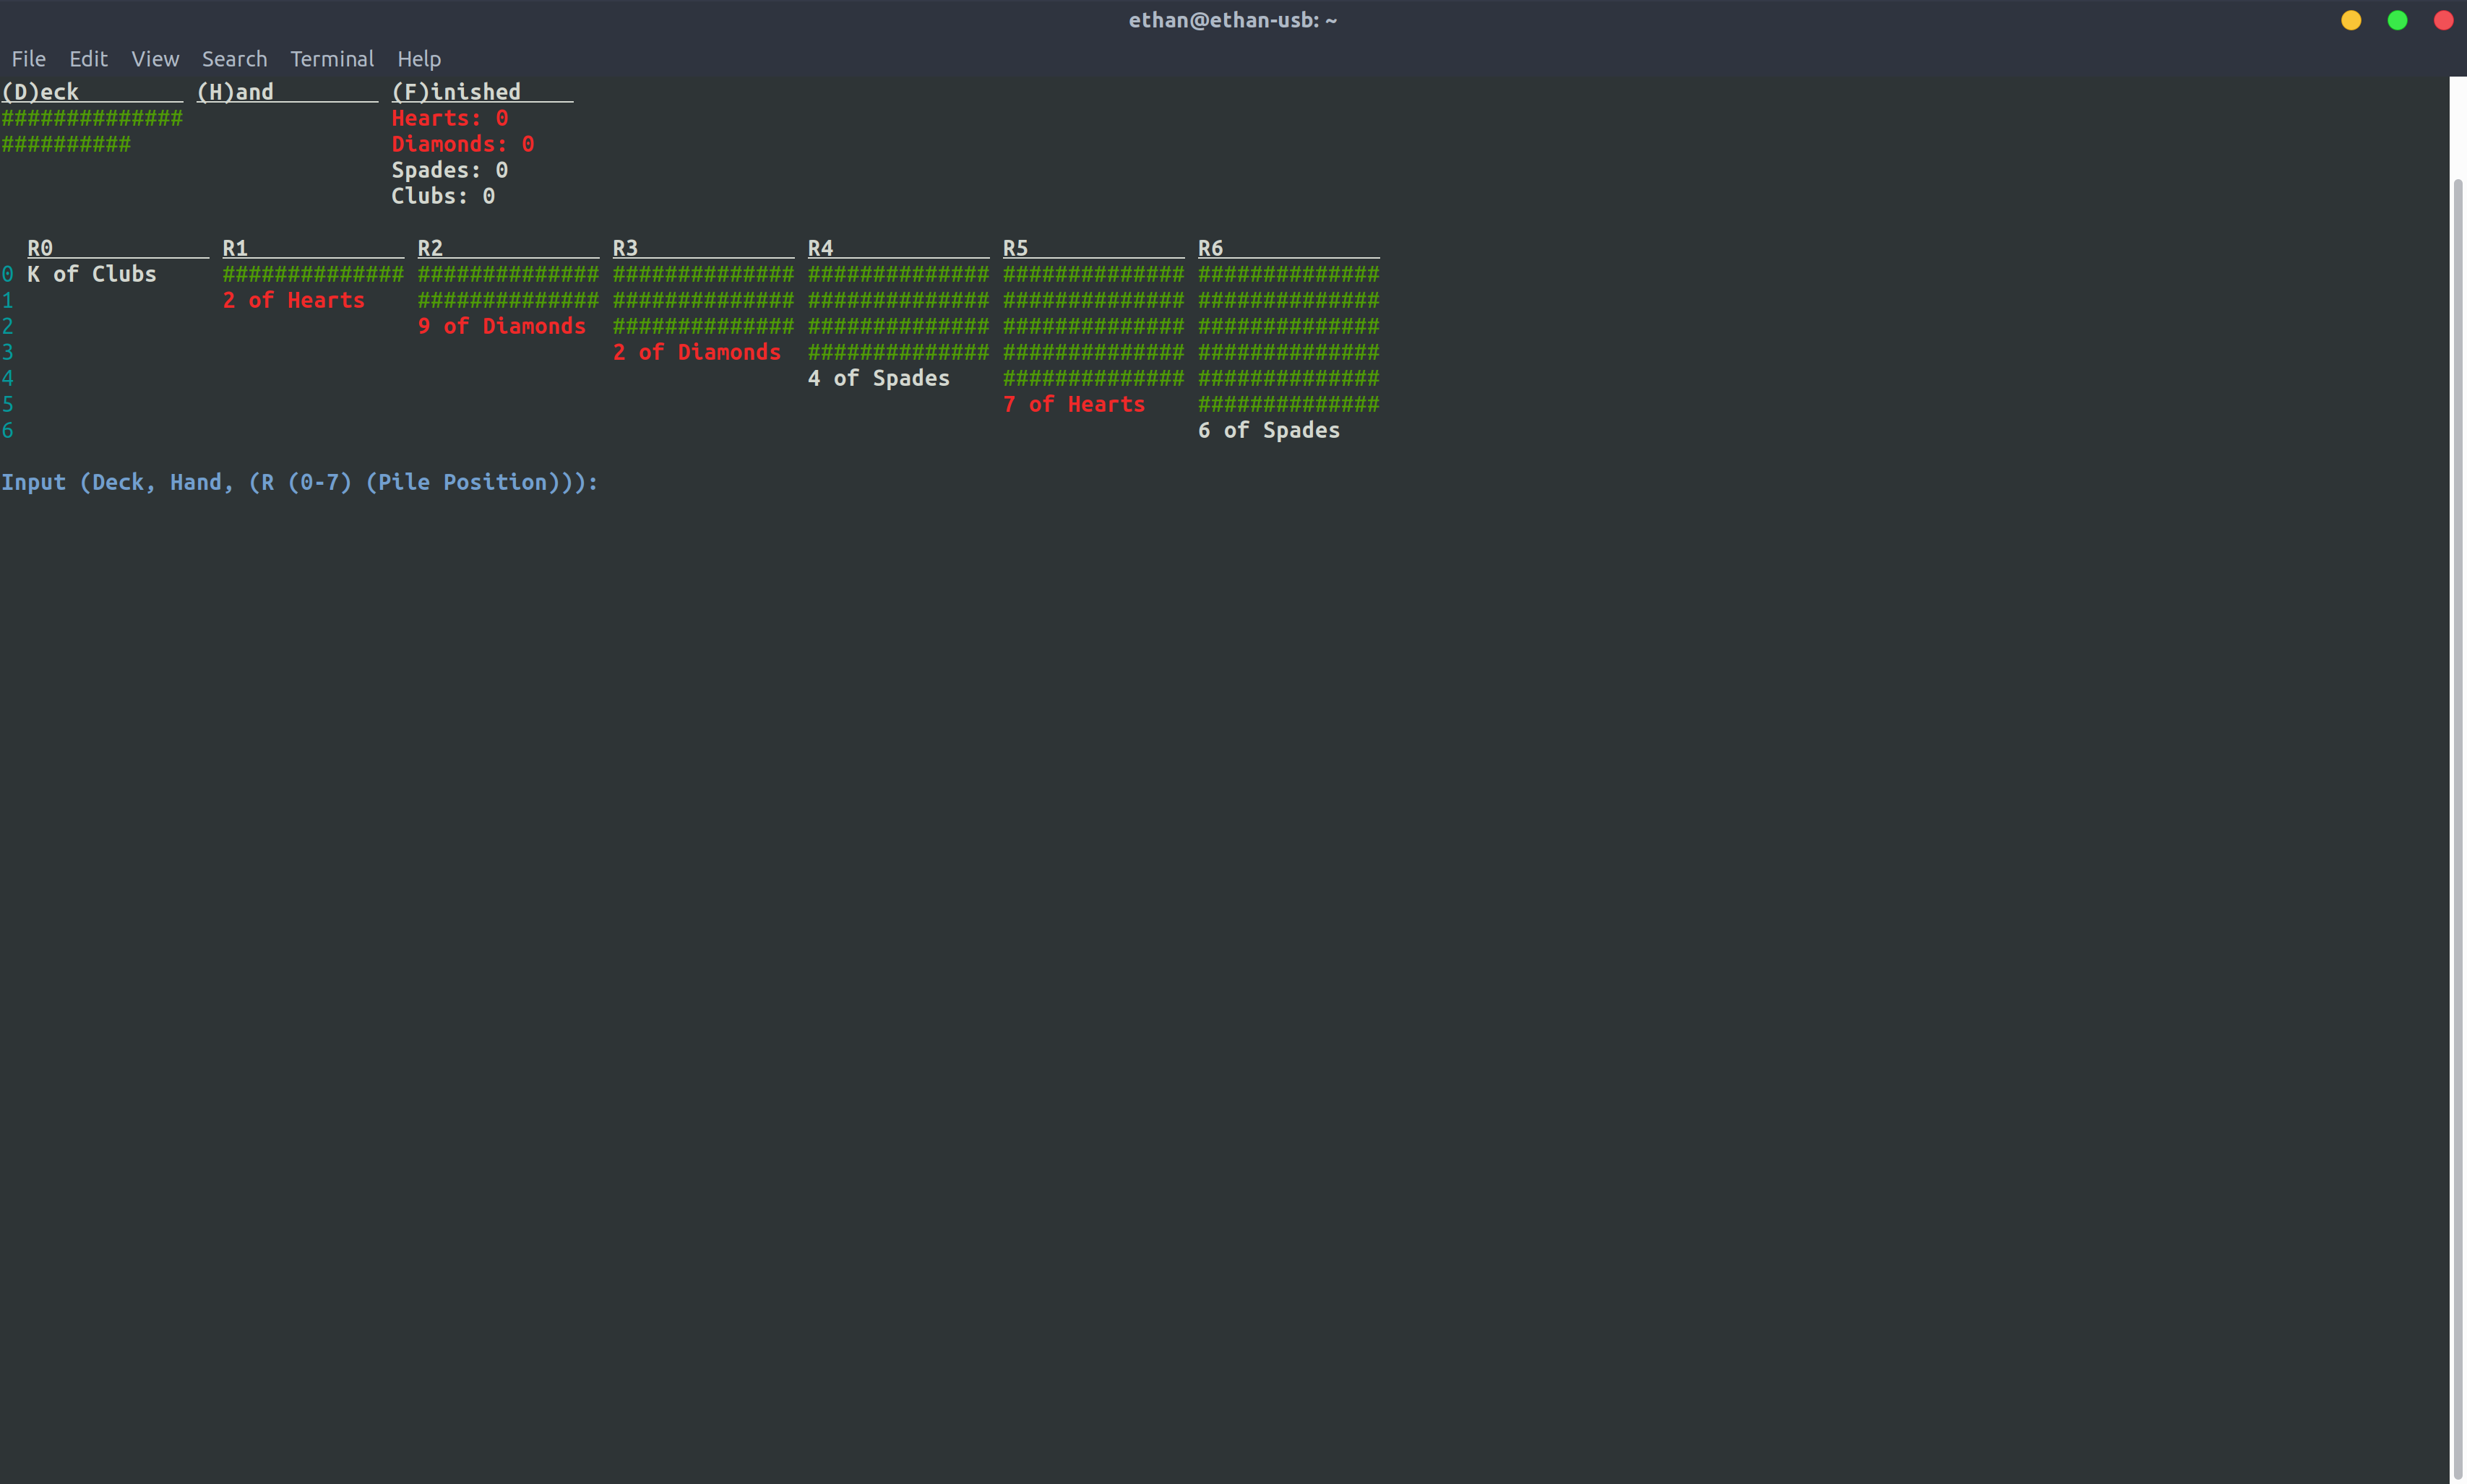 ethan@ethan-usb: ~
File Edit View Search Terminal Help
(D)eck (H)and (F)inished
############## Hearts: 0
########## Diamonds: 0
Spades: 0
Clubs: 0
R0 R1 R2 R3 R4 R5 R6
0 K of Clubs ############## ############## ############## ############## ############## ##############
1 2 of Hearts ############## ############## ############## ############## ##############
2 9 of Diamonds ############## ############## ############## ##############
3 2 of Diamonds ############## ############## ##############
4 4 of Spades ############## ##############
5 7 of Hearts ##############
6 6 of Spades
Input (Deck, Hand, (R (0-7) (Pile Position))):